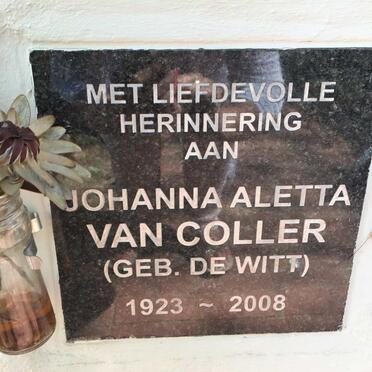 MET LIEFDEVOLLE
HERINNERING
AAN
JOHANNA ALETTA
VAN COLLER
(GEB. DE WITT)
1923 ~ 2008